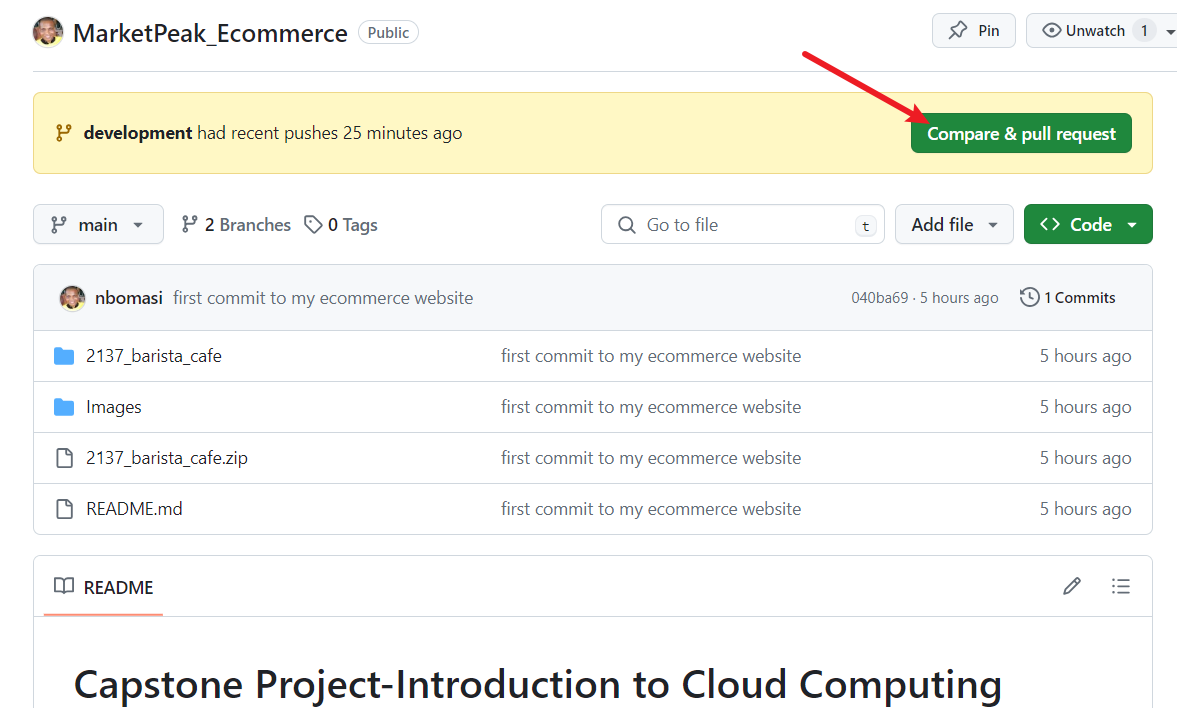 MarketPeak_Ecommerce Public Pin Unwatch 1
development had recent pushes 25 minutes ago Compare & pull request
main 2 Branches 0 Tags Go to file t Add file Code
nbomasi first commit to my ecommerce website 040ba69 · 5 hours ago 1 Commits
2137_barista_cafe first commit to my ecommerce website 5 hours ago
Images first commit to my ecommerce website 5 hours ago
2137_barista_cafe.zip first commit to my ecommerce website 5 hours ago
README.md first commit to my ecommerce website 5 hours ago
README
Capstone Project-Introduction to Cloud Computing